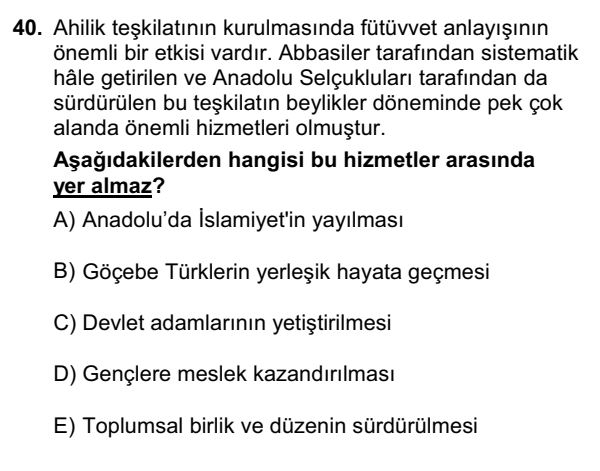 40. Ahilik teşkilatının kurulmasında fütüvvet anlayışının
önemli bir etkisi vardır. Abbasiler tarafından sistematik
hâle getirilen ve Anadolu Selçukluları tarafından da
sürdürülen bu teşkilatın beylikler döneminde pek çok
alanda önemli hizmetleri olmuştur.
Aşağıdakilerden hangisi bu hizmetler arasında
yer almaz?
A) Anadolu’da İslamiyet'in yayılması
B) Göçebe Türklerin yerleşik hayata geçmesi
C) Devlet adamlarının yetiştirilmesi
D) Gençlere meslek kazandırılması
E) Toplumsal birlik ve düzenin sürdürülmesi